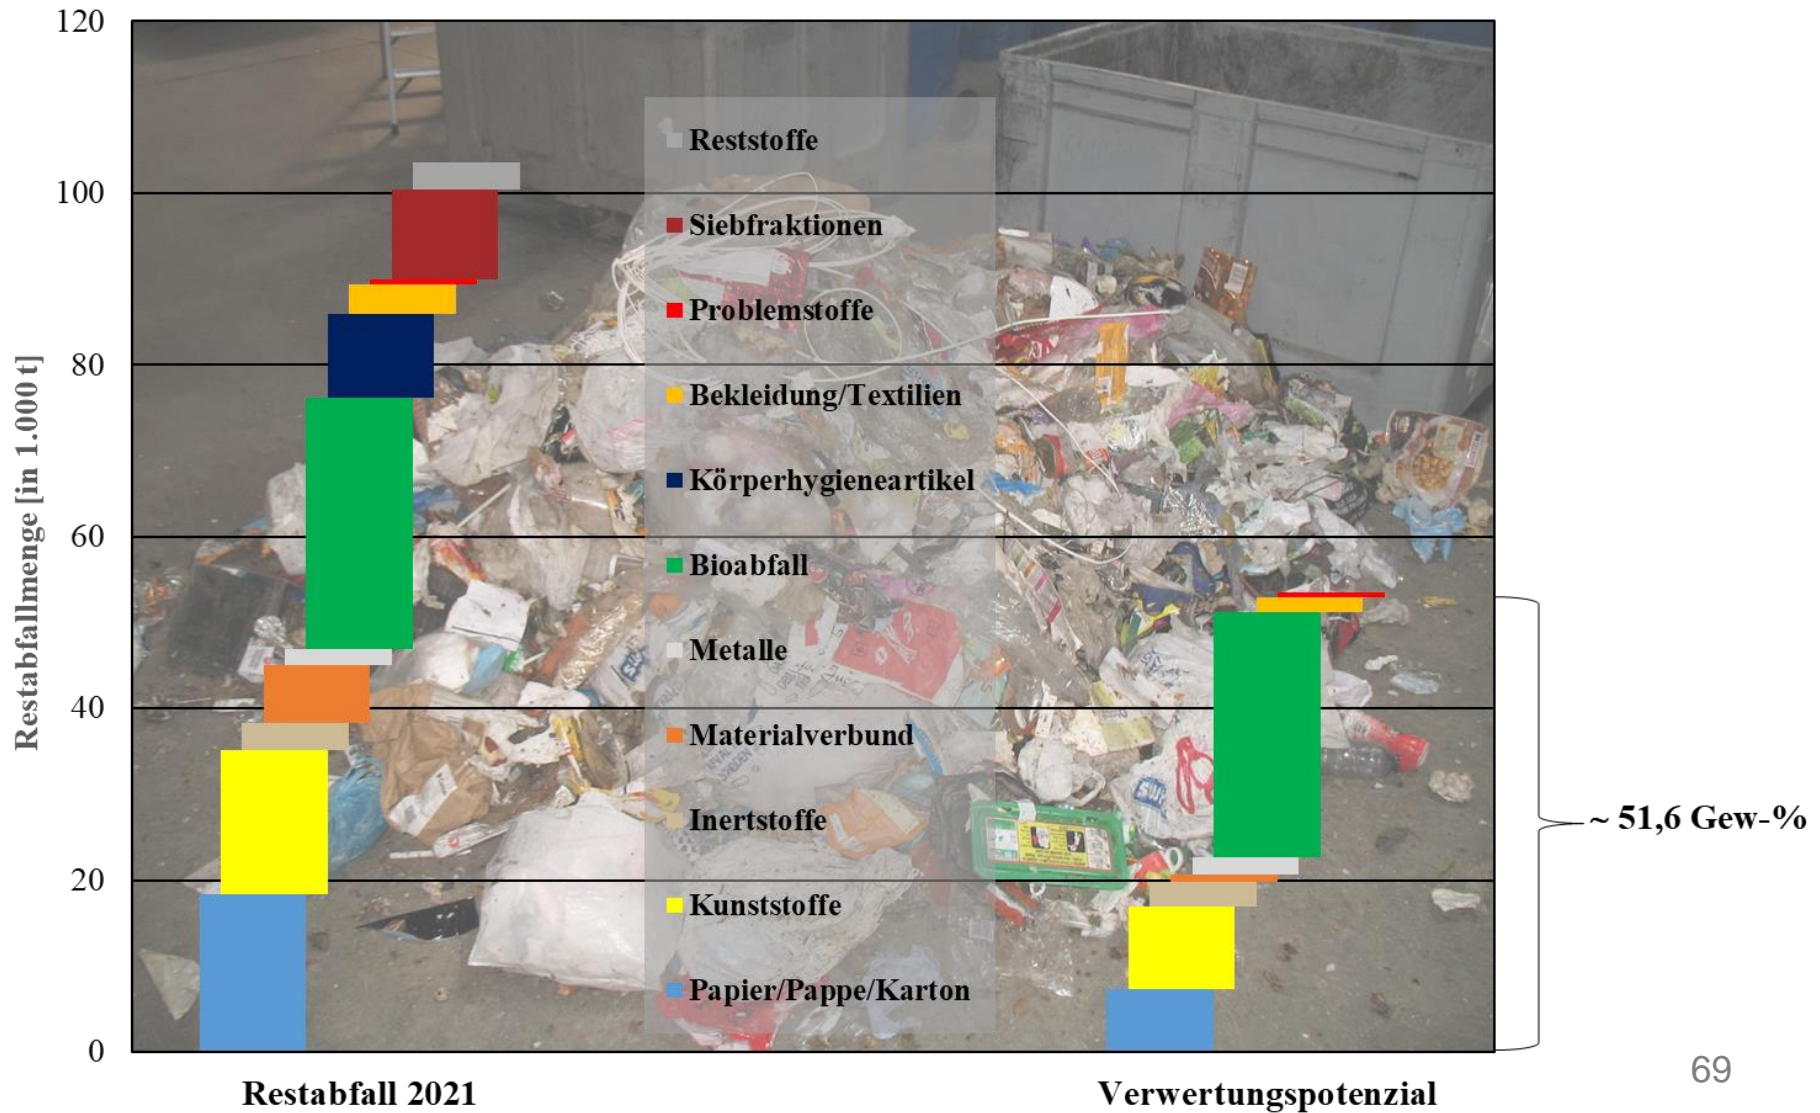 120
100
80
60
40
20
0
Restabfallmenge [in 1.000 t]
Reststoffe
Siebfraktionen
Problemstoffe
Bekleidung/Textilien
Körperhygieneartikel
Bioabfall
Metalle
Materialverbund
Inertstoffe
Kunststoffe
Papier/Pappe/Karton
~ 51,6 Gew-%
Restabfall 2021
Verwertungspotenzial
69